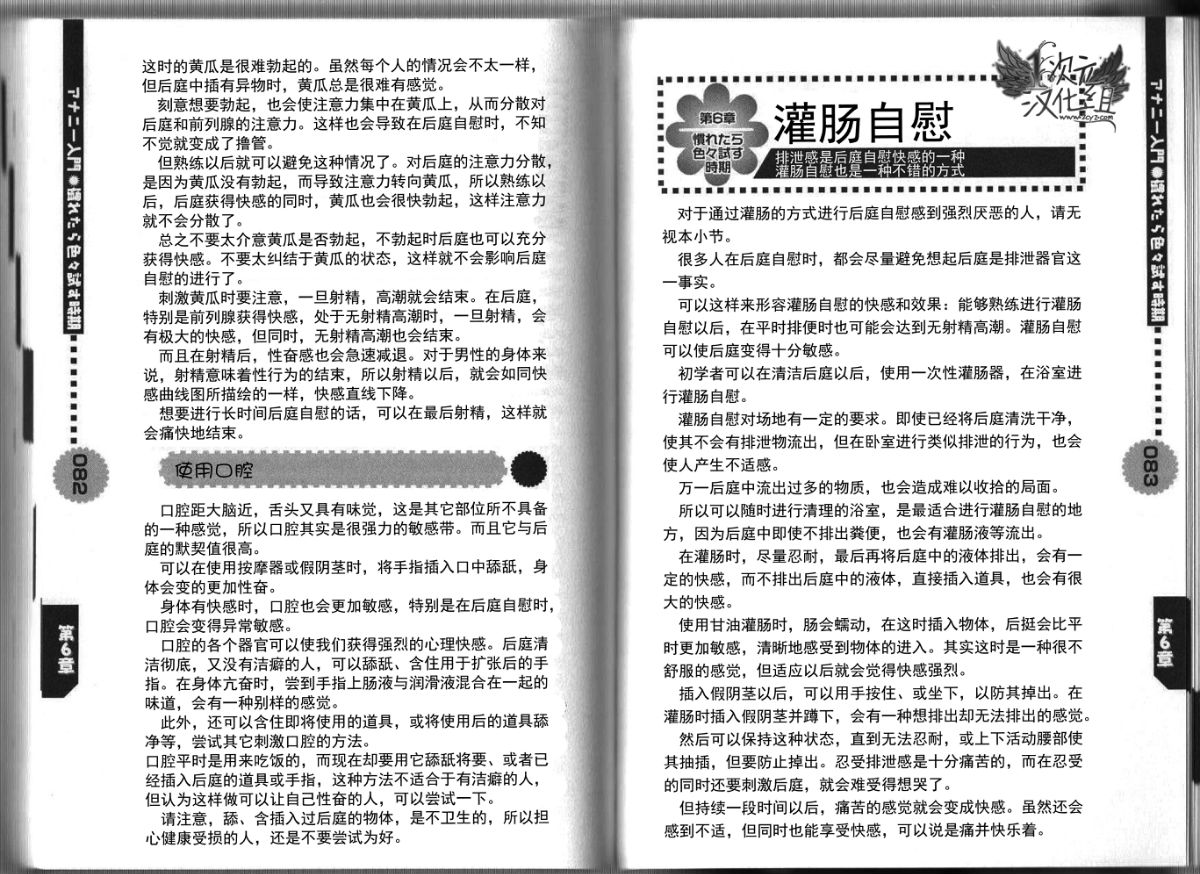 アナニー入門✹慣れたら色々試す時期
082
第6章
这时的黄瓜是很难勃起的。虽然每个人的情况会不太一样，
但后庭中插有异物时，黄瓜总是很难有感觉。
刻意想要勃起，也会使注意力集中在黄瓜上，从而分散对
后庭和前列腺的注意力。这样也会导致在后庭自慰时，不知
不觉就变成了撸管。
但熟练以后就可以避免这种情况了。对后庭的注意力分散，
是因为黄瓜没有勃起，而导致注意力转向黄瓜，所以熟练以
后，后庭获得快感的同时，黄瓜也会很快勃起，这样注意力
就不会分散了。
总之不要太介意黄瓜是否勃起，不勃起时后庭也可以充分
获得快感。不要太纠结于黄瓜的状态，这样就不会影响后庭
自慰的进行了。
刺激黄瓜时要注意，一旦射精，高潮就会结束。在后庭，
特别是前列腺获得快感，处于无射精高潮时，一旦射精，会
有极大的快感，但同时，无射精高潮也会结束。
而且在射精后，性奋感也会急速减退。对于男性的身体来
说，射精意味着性行为的结束，所以射精以后，就会如同快
感曲线图所描绘的一样，快感直线下降。
想要进行长时间后庭自慰的话，可以在最后射精，这样就
会痛快地结束。
使用口腔
口腔距大脑近，舌头又具有味觉，这是其它部位所不具备
的一种感觉，所以口腔其实是很强力的敏感带。而且它与后
庭的默契值很高。
可以在使用按摩器或假阴茎时，将手指插入口中舔舐，身
体会变的更加性奋。
身体有快感时，口腔也会更加敏感，特别是在后庭自慰时，
口腔会变得异常敏感。
口腔的各个器官可以使我们获得强烈的心理快感。后庭清
洁彻底，又没有洁癖的人，可以舔舐、含住用于扩张后的手
指。在身体亢奋时，尝到手指上肠液与润滑液混合在一起的
味道，会有一种别样的感觉。
此外，还可以含住即将使用的道具，或将使用后的道具舔
净等，尝试其它刺激口腔的方法。
口腔平时是用来吃饭的，而现在却要用它舔舐将要、或者已
经插入后庭的道具或手指，这种方法不适合于有洁癖的人，
但认为这样做可以让自己性奋的人，可以尝试一下。
请注意，舔、含插入过后庭的物体，是不卫生的，所以担
心健康受损的人，还是不要尝试为好。
第6章
慣れたら
色々試す
時期
灌肠自慰
排泄感是后庭自慰快感的一种
灌肠自慰也是一种不错的方式
汉化组
对于通过灌肠的方式进行后庭自慰感到强烈厌恶的人，请无
视本小节。
很多人在后庭自慰时，都会尽量避免想起后庭是排泄器官这
一事实。
可以这样来形容灌肠自慰的快感和效果：能够熟练进行灌肠
自慰以后，在平时排便时也可能会达到无射精高潮。灌肠自慰
可以使后庭变得十分敏感。
初学者可以在清洁后庭以后，使用一次性灌肠器，在浴室进
行灌肠自慰。
灌肠自慰对场地有一定的要求。即使已经将后庭清洗干净，
使其不会有排泄物流出，但在卧室进行类似排泄的行为，也会
使人产生不适感。
万一后庭中流出过多的物质，也会造成难以收拾的局面。
所以可以随时进行清理的浴室，是最适合进行灌肠自慰的地
方，因为后庭中即使不排出粪便，也会有灌肠液等流出。
在灌肠时，尽量忍耐，最后再将后庭中的液体排出，会有一
定的快感，而不排出后庭中的液体，直接插入道具，也会有很
大的快感。
使用甘油灌肠时，肠会蠕动，在这时插入物体，后挺会比平
时更加敏感，清晰地感受到物体的进入。其实这时是一种很不
舒服的感觉，但适应以后就会觉得快感强烈。
插入假阴茎以后，可以用手按住、或坐下，以防其掉出。在
灌肠时插入假阴茎并蹲下，会有一种想排出却无法排出的感觉。
然后可以保持这种状态，直到无法忍耐，或上下活动腰部使
其抽插，但要防止掉出。忍受排泄感是十分痛苦的，而在忍受
的同时还要刺激后庭，就会难受得想哭了。
但持续一段时间以后，痛苦的感觉就会变成快感。虽然还会
感到不适，但同时也能享受快感，可以说是痛并快乐着。
アナニー入門✹慣れたら色々試す時期
083
第6章